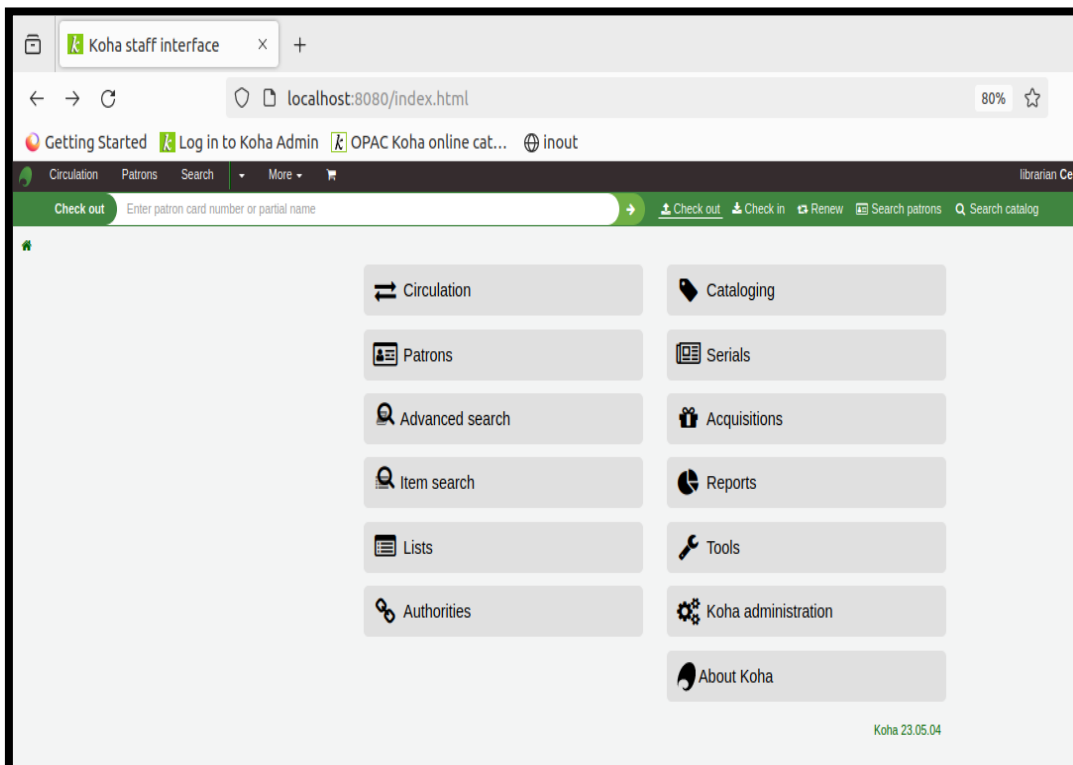 Koha staff interface
localhost:8080/index.html 80%
Getting Started Log in to Koha Admin OPAC Koha online cat... inout
Circulation Patrons Search More librarian Ce
Check out Enter patron card number or partial name Check out Check in Renew Search patrons Search catalog
Circulation Cataloging
Patrons Serials
Advanced search Acquisitions
Item search Reports
Lists Tools
Authorities Koha administration
About Koha
Koha 23.05.04